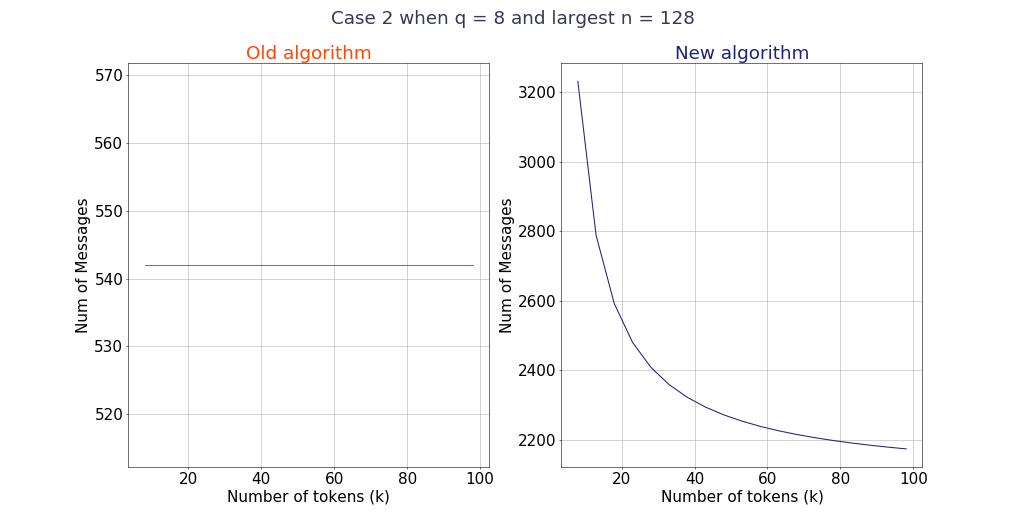 Case 2 when q = 8 and largest n = 128
Old algorithm
570
560
550
540
530
520
Num of Messages
20 40 60 80 100
Number of tokens (k)
New algorithm
3200
3000
2800
2600
2400
2200
Num of Messages
20 40 60 80 100
Number of tokens (k)